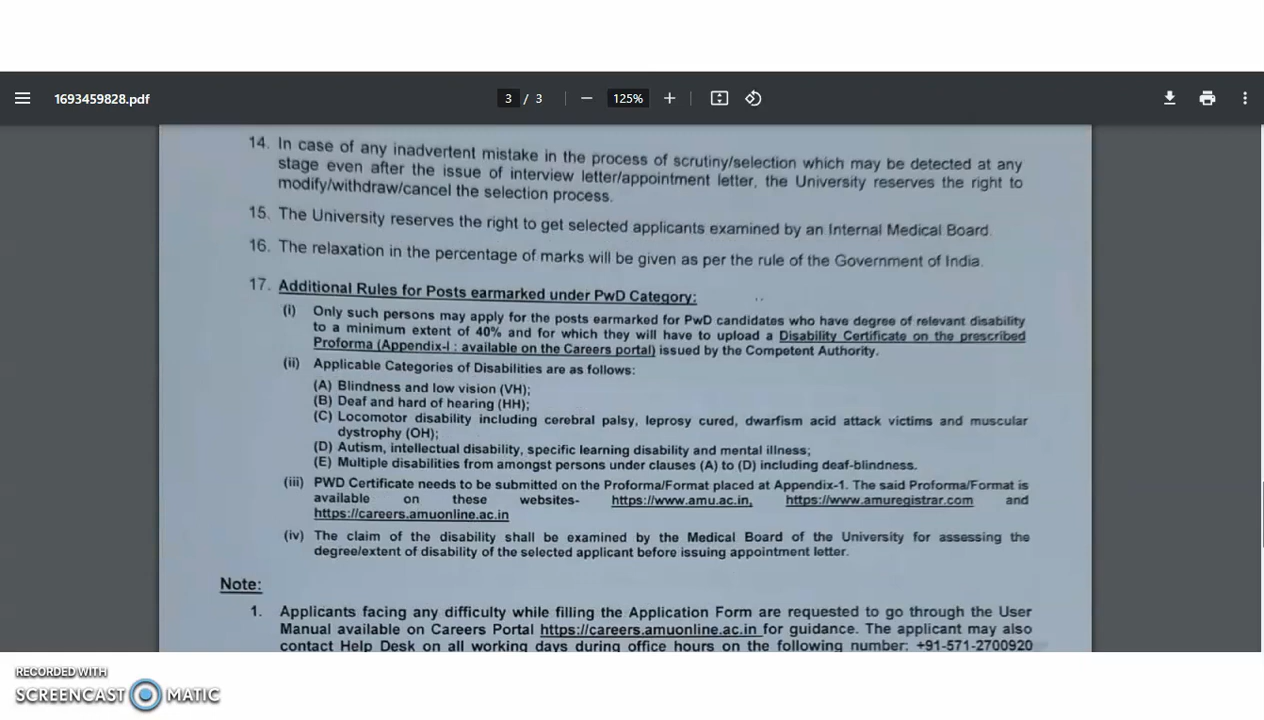 1693459828.pdf
3 / 3
125%
14. In case of any inadvertent mistake in the process of scrutiny/selection which may be detected at any
stage even after the issue of interview letter/appointment letter, the University reserves the right to
modify/withdraw/cancel the selection process.
15. The University reserves the right to get selected applicants examined by an Internal Medical Board.
16. The relaxation in the percentage of marks will be given as per the rule of the Government of India.
17. Additional Rules for Posts earmarked under PwD Category:
(i) Only such persons may apply for the posts earmarked for PwD candidates who have degree of relevant disability
to a minimum extent of 40% and for which they will have to upload a Disability Certificate on the prescribed
Proforma (Appendix-I : available on the Careers portal) issued by the Competent Authority.
(ii) Applicable Categories of Disabilities are as follows:
(A) Blindness and low vision (VH);
(B) Deaf and hard of hearing (HH);
(C) Locomotor disability including cerebral palsy, leprosy cured, dwarfism acid attack victims and muscular
dystrophy (OH);
(D) Autism, intellectual disability, specific learning disability and mental illness;
(E) Multiple disabilities from amongst persons under clauses (A) to (D) including deaf-blindness.
(iii) PWD Certificate needs to be submitted on the Proforma/Format placed at Appendix-1. The said Proforma/Format is
available on these websites- https://www.amu.ac.in, https://www.amuregistrar.com and
https://careers.amuonline.ac.in
(iv) The claim of the disability shall be examined by the Medical Board of the University for assessing the
degree/extent of disability of the selected applicant before issuing appointment letter.
Note:
1. Applicants facing any difficulty while filling the Application Form are requested to go through the User
Manual available on Careers Portal https://careers.amuonline.ac.in for guidance. The applicant may also
contact Help Desk on all working days during office hours on the following number: +91-571-2700920
RECORDED WITH
SCREENCAST MATIC